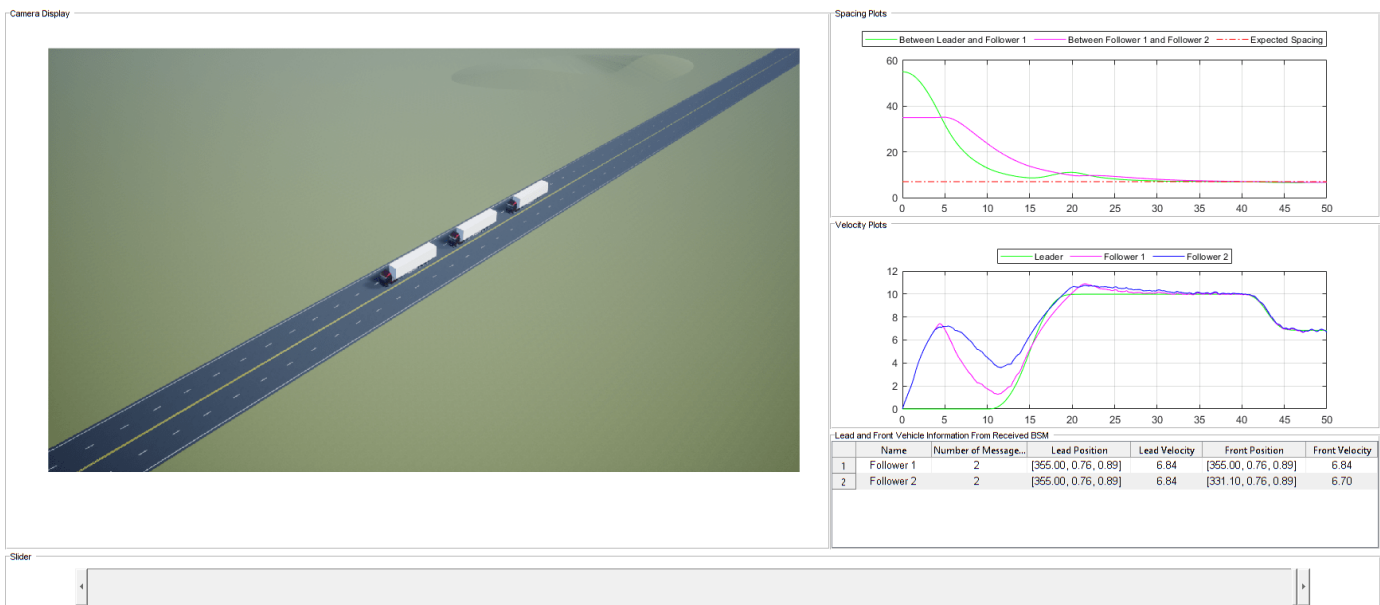 Camera Display
Spacing Plots
Between Leader and Follower 1 Between Follower 1 and Follower 2 Expected Spacing
60
40
20
0
0 5 10 15 20 25 30 35 40 45 50
Velocity Plots
Leader Follower 1 Follower 2
12
10
8
6
4
2
0
0 5 10 15 20 25 30 35 40 45 50
Lead and Front Vehicle Information From Received BSM
Name Number of Message... Lead Position Lead Velocity Front Position Front Velocity
1 Follower 1 2 [355.00, 0.76, 0.89] 6.84 [355.00, 0.76, 0.89] 6.84
2 Follower 2 2 [355.00, 0.76, 0.89] 6.84 [331.10, 0.76, 0.89] 6.70
Slider